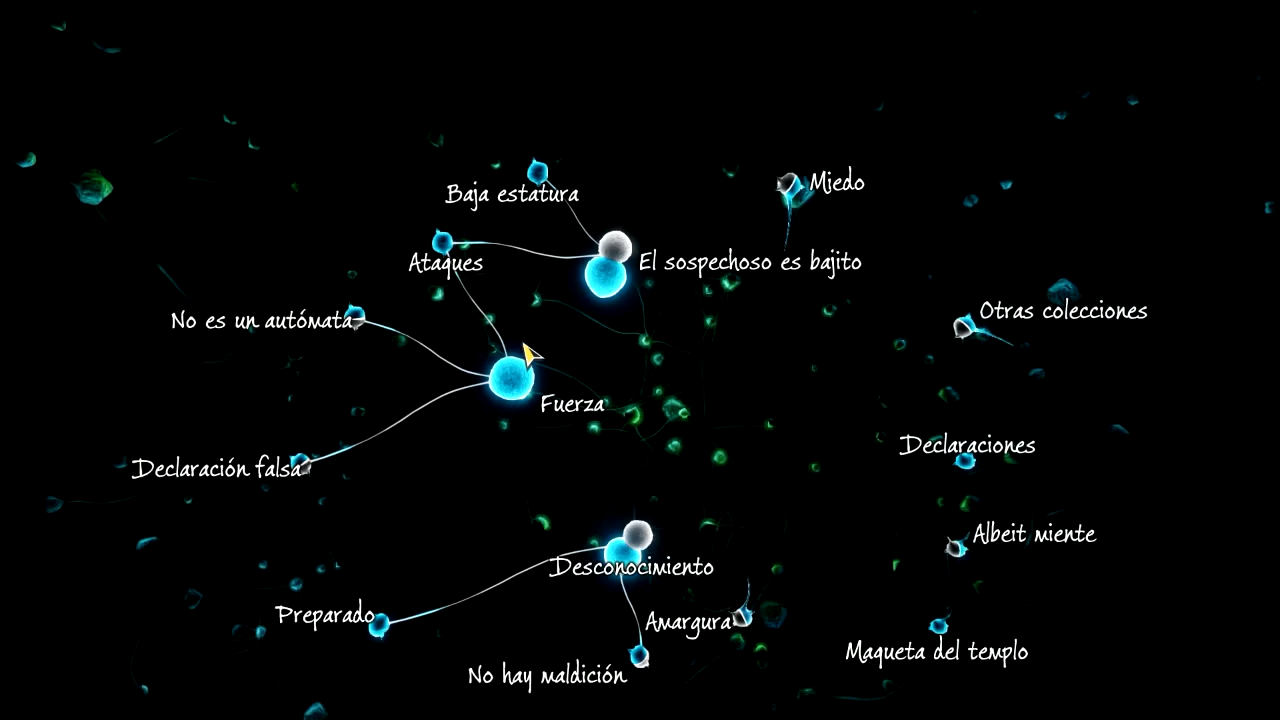 Miedo
Baja estatura
Ataques
El sospechoso es bajito
Otras colecciones
No es un autómata
Fuerza
Declaraciones
Declaración falsa
Albeit miente
Desconocimiento
Preparado
Amargura
Maqueta del templo
No hay maldición